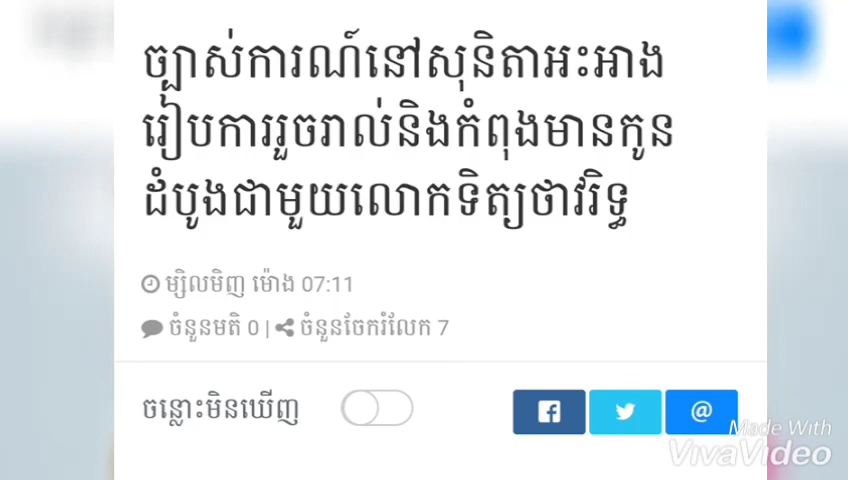 ច្បាស់ការណ៍នៅសុនិតាអះអាង
រៀបការរួចរាល់និងកំពុងមានកូន
ដំបូងជាមួយលោកទិត្យថាវរិទ្ធ
ម្សិលមិញ ម៉ោង 07:11
ចំនួនមតិ 0 | ចំនួនចែករំលែក 7
ចន្លោះមិនឃើញ
Made With
VivaVideo